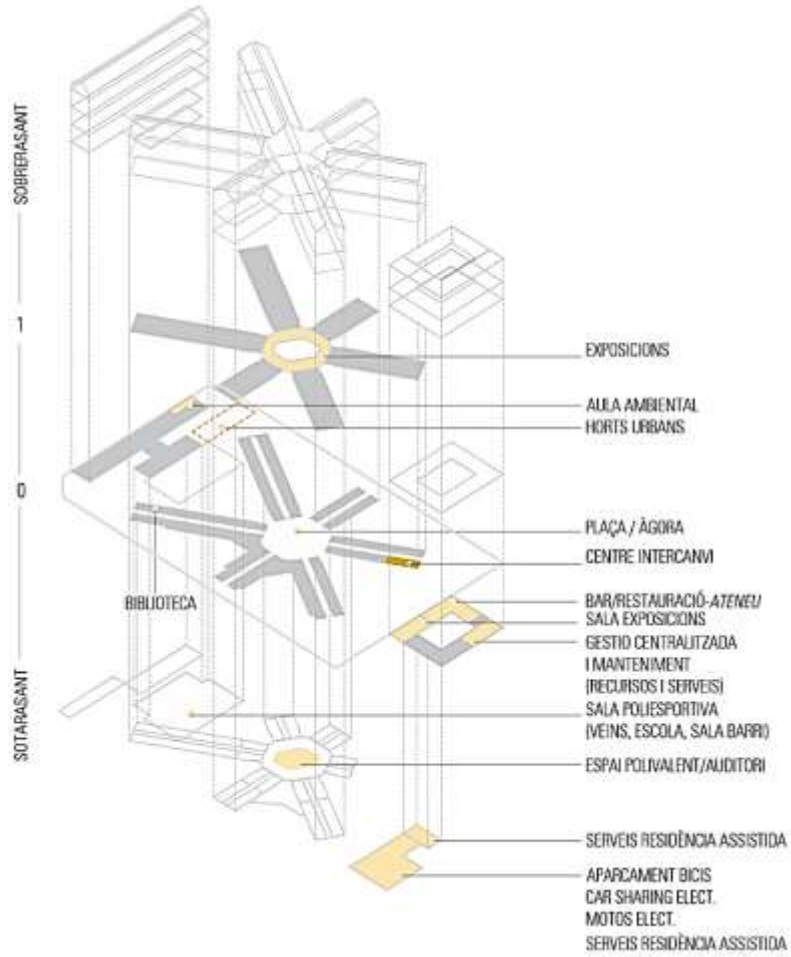 SOBRERASANT
1
0
SOTARASANT
EXPOSICIONS
AULA AMBIENTAL
HORTS URBANS
PLAÇA / ÀGORA
CENTRE INTERCANVI
BIBLIOTECA
BAR/RESTAURACIÓ-ATENEU
SALA EXPOSICIONS
GESTIO CENTRALITZADA
I MANTENIMENT
(RECURSOS I SERVEIS)
SALA POLIESPORTIVA
(VEINS, ESCOLA, SALA BARRI)
ESPAI POLIVALENT/AUDITORI
SERVEIS RESIDÈNCIA ASSISTIDA
APARCAMENT BICIS
CAR SHARING ELECT.
MOTOS ELECT.
SERVEIS RESIDÈNCIA ASSISTIDA